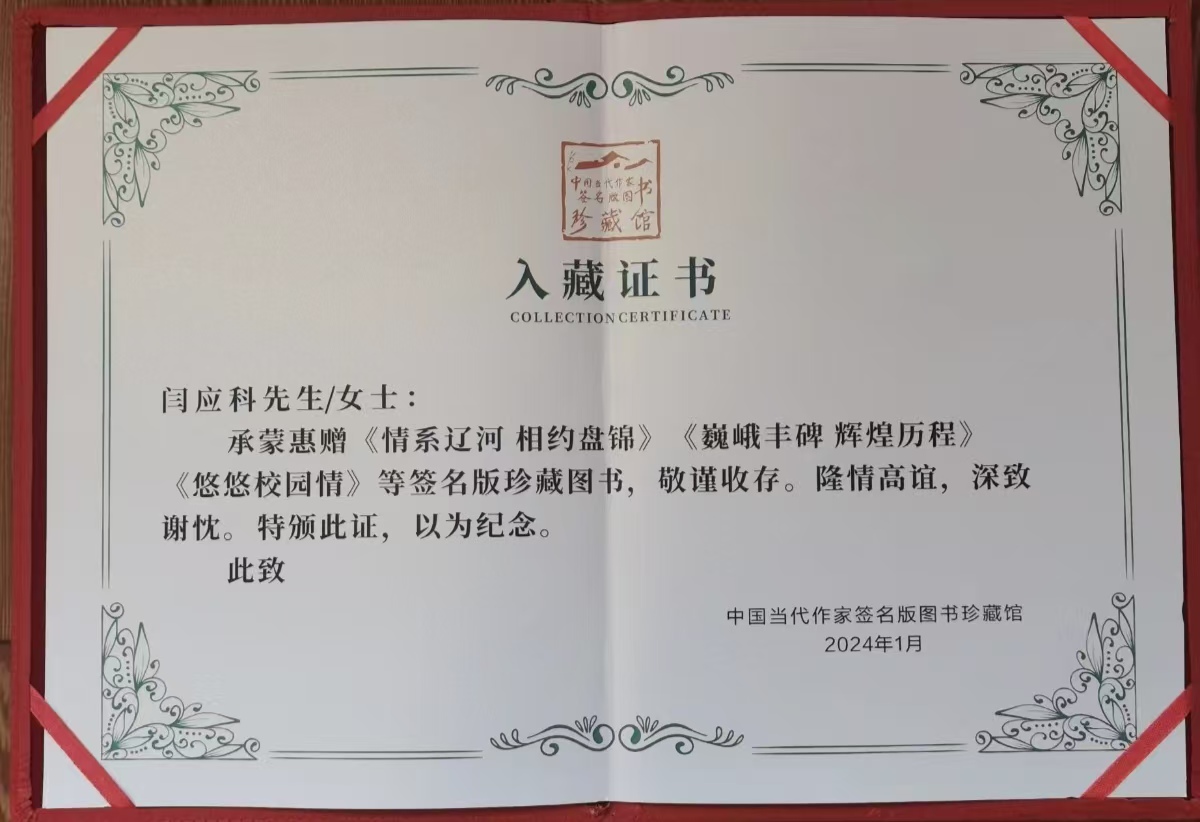 中国当代作家
签名版图书
珍藏馆
入藏证书
COLLECTION CERTIFICATE
闫应科先生/女士：
承蒙惠赠《情系辽河 相约盘锦》《巍峨丰碑 辉煌历程》
《悠悠校园情》等签名版珍藏图书，敬谨收存。隆情高谊，深致
谢忱。特颁此证，以为纪念。
此致
中国当代作家签名版图书珍藏馆
2024年1月